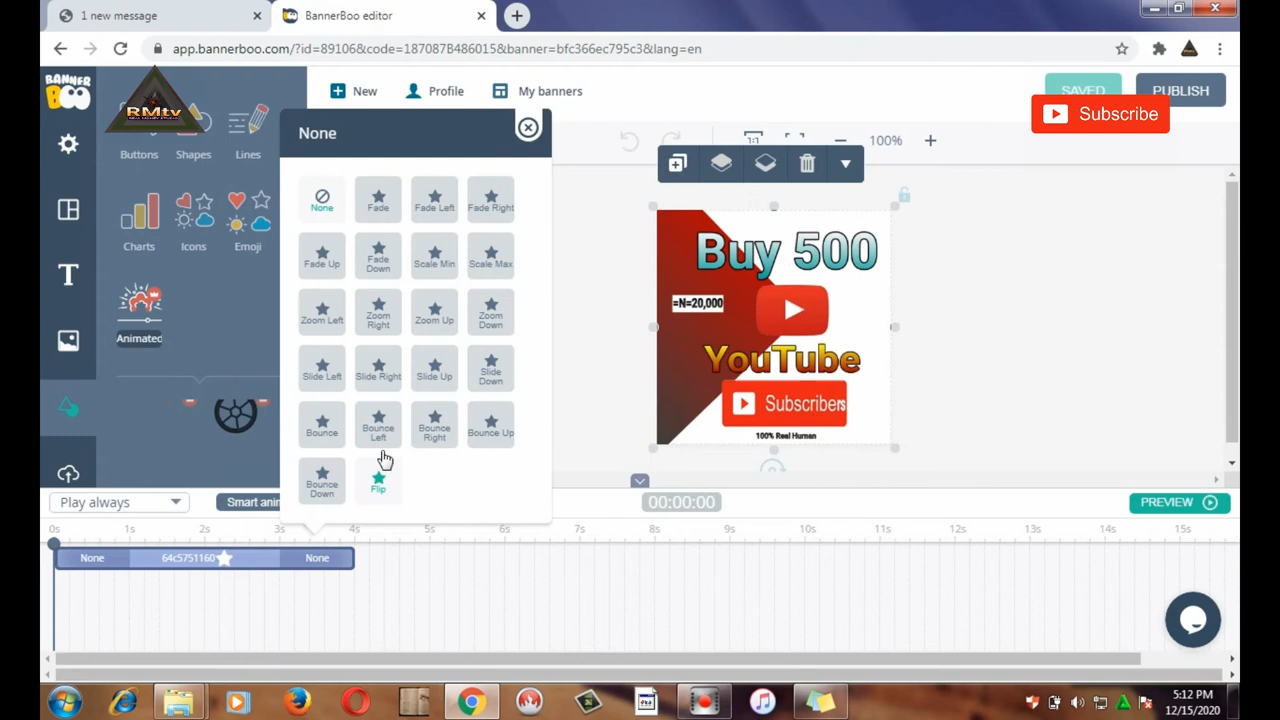 1 new message
BannerBoo editor
app.bannerboo.com/?id=89106&code=187087B486015&banner=bfc366ec795c3&lang=en
BANNER
BOO
RMtv
New
Profile
My banners
SAVED
PUBLISH
Subscribe
Buttons
Shapes
Lines
None
1:1
100%
None
Fade
Fade Left
Fade Right
Charts
Icons
Emoji
Fade Up
Fade
Down
Scale Min
Scale Max
Buy 500
=N=20,000
Zoom Left
Zoom
Right
Zoom Up
Zoom
Down
Animated
YouTube
Slide Left
Slide Right
Slide Up
Slide
Down
Subscribers
Bounce
Bounce
Left
Bounce
Right
Bounce Up
100% Real Human
Bounce
Down
Flip
Play always
Smart anim
00:00:00
PREVIEW
0s
1s
2s
3s
4s
5s
6s
7s
8s
9s
10s
11s
12s
13s
14s
15s
None
64c5751160
None
5:12 PM
12/15/2020